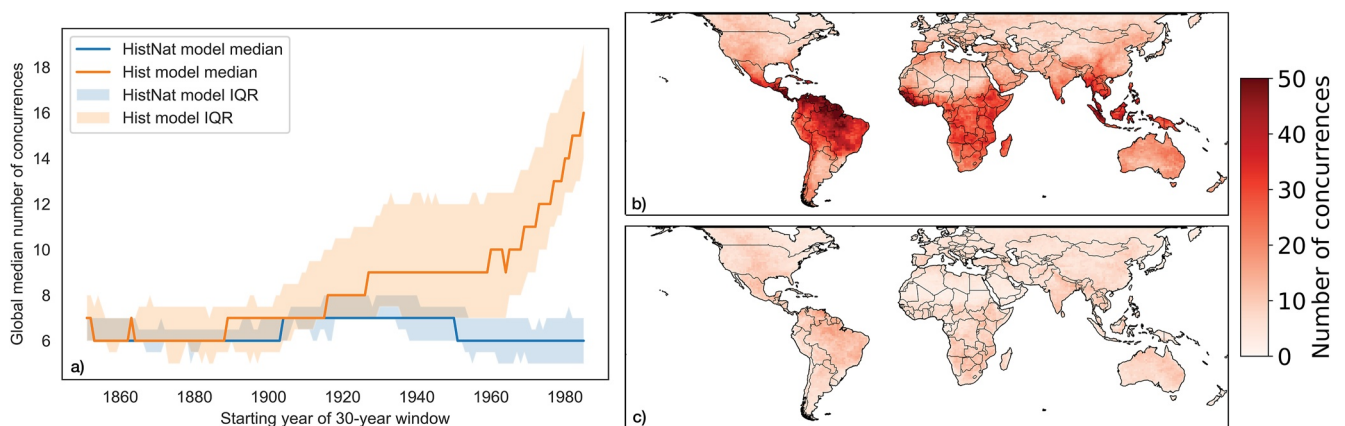 HistNat model median
Hist model median
HistNat model IQR
Hist model IQR
Global median number of concurrences
18
16
14
12
10
8
6
a)
1860 1880 1900 1920 1940 1960 1980
Starting year of 30-year window
b)
c)
50
40
30
20
10
0
Number of concurrences